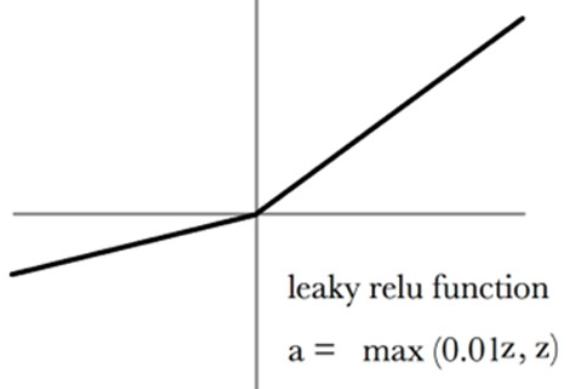 leaky relu function
a = max (0.01z, z)